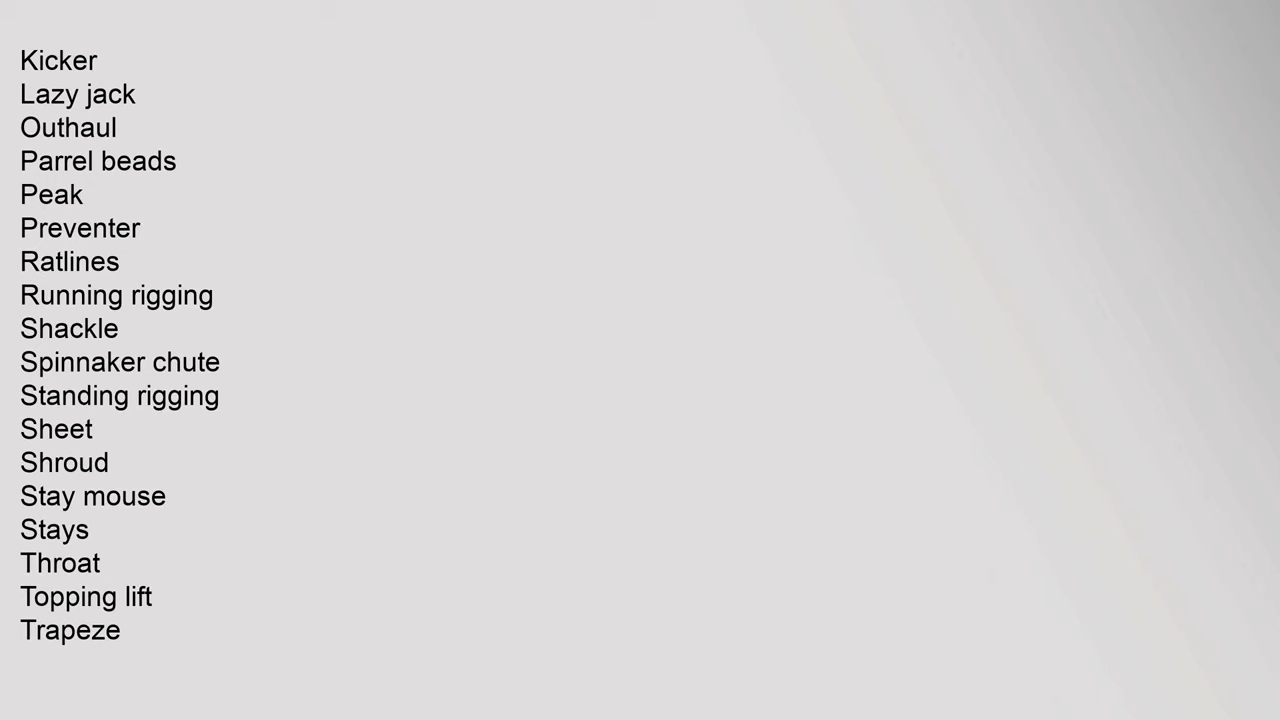 Kicker
Lazy jack
Outhaul
Parrel beads
Peak
Preventer
Ratlines
Running rigging
Shackle
Spinnaker chute
Standing rigging
Sheet
Shroud
Stay mouse
Stays
Throat
Topping lift
Trapeze